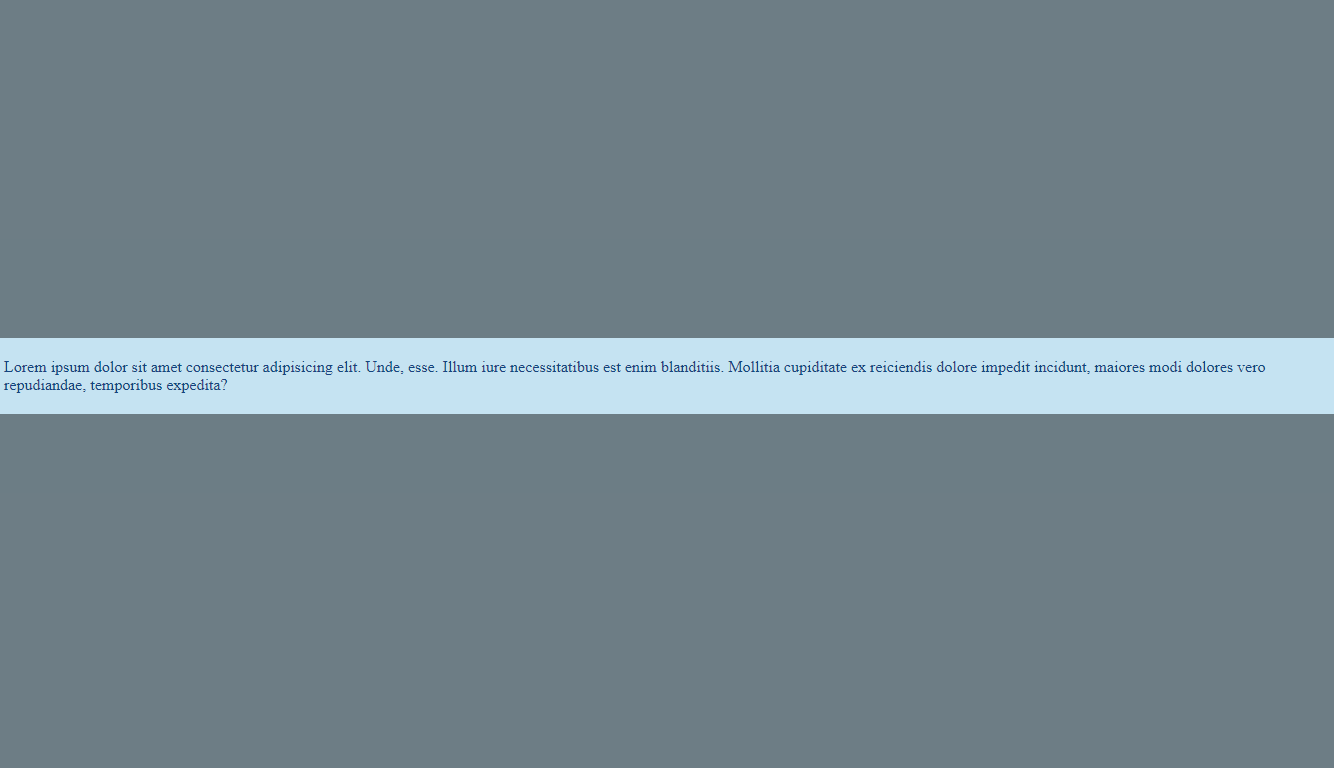 Lorem ipsum dolor sit amet consectetur adipisicing elit. Unde, esse. Illum iure necessitatibus est enim blanditiis. Mollitia cupiditate ex reiciendis dolore impedit incidunt, maiores modi dolores vero
repudiandae, temporibus expedita?